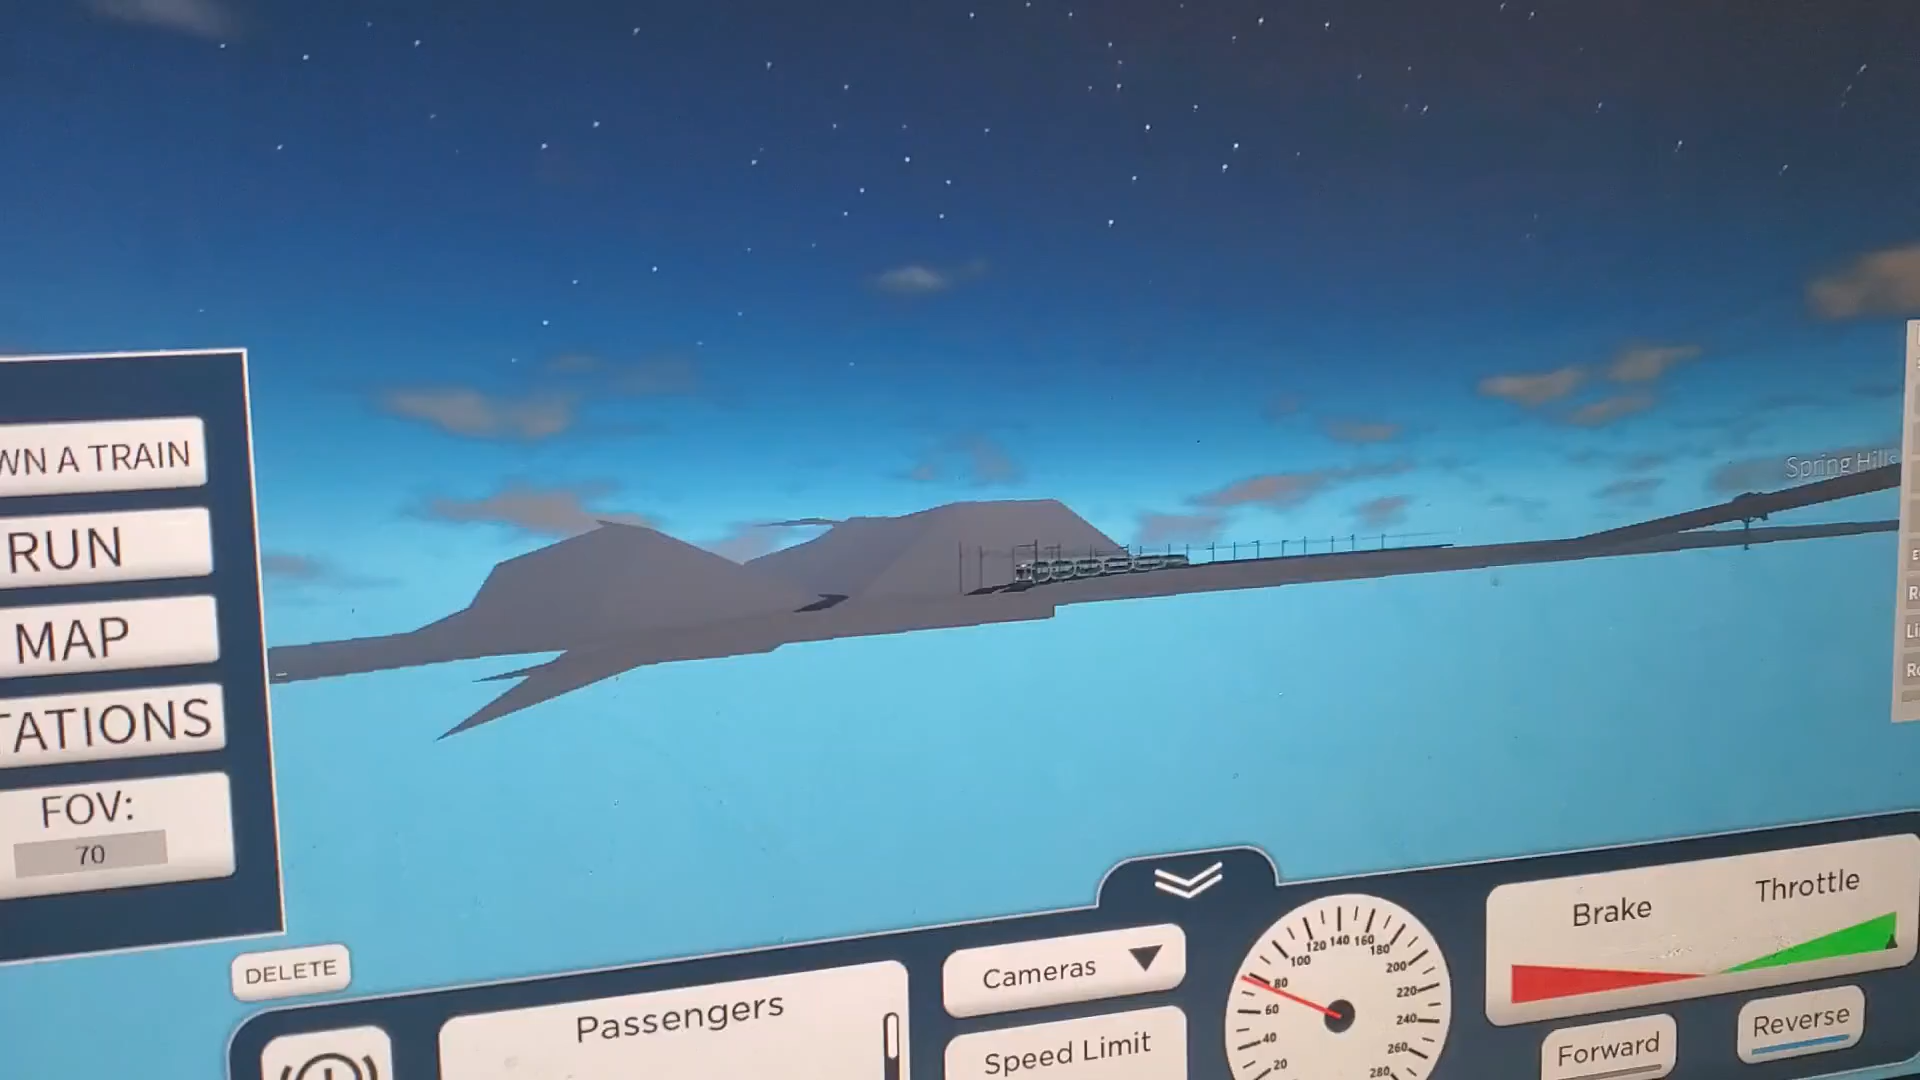 WN A TRAIN
RUN
MAP
TATIONS
FOV:
70
DELETE
Spring Hills
Passengers
Cameras
Speed Limit
20
40
60
80
100
120
140
160
180
200
220
240
260
280
Brake
Throttle
Forward
Reverse